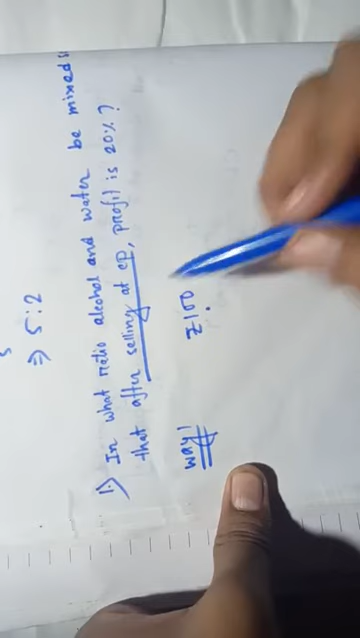 s
⇒ 5:2
1.) In what ratio alcohol and water be mixed s
that after selling at CP, profit is 20%?
way 1
₹100